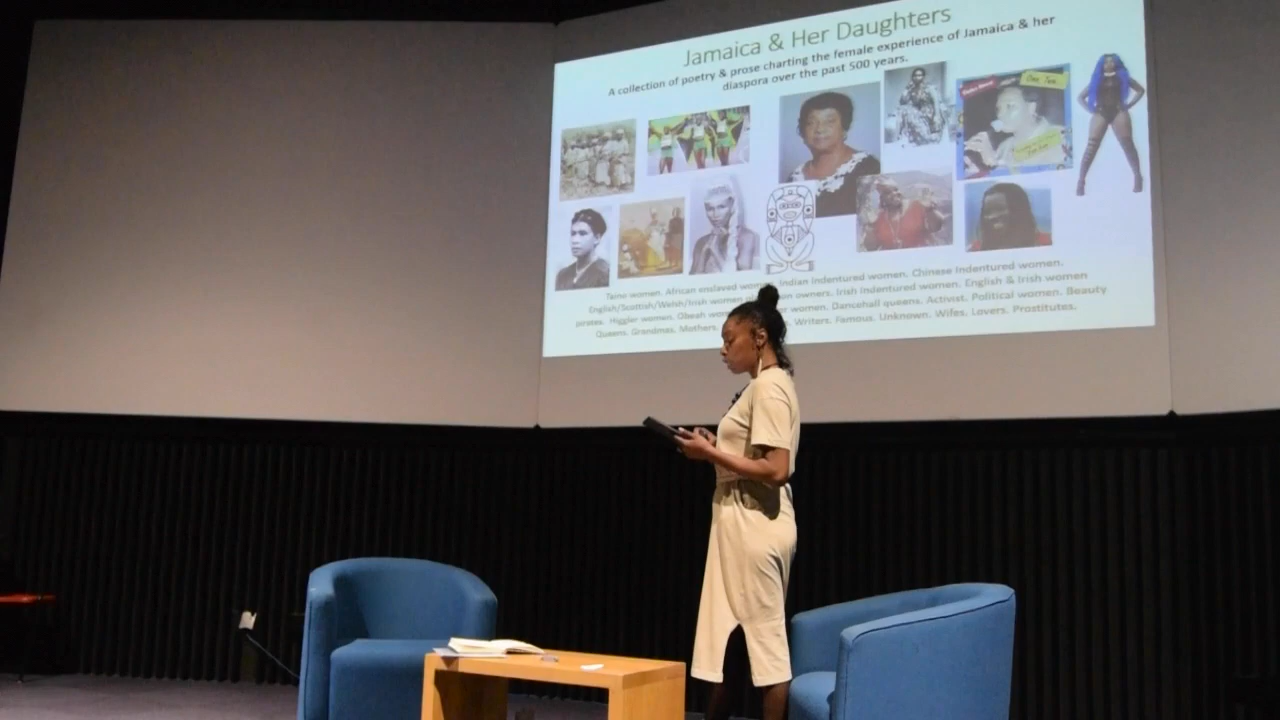 Jamaica & Her Daughters
A collection of poetry & prose charting the female experience of Jamaica & her
diaspora over the past 500 years.
Taino women. African enslaved Indian Indentured women. Chinese Indentured women.
English/Scottish/Welsh/Irish women owners. Irish Indentured women. English & Irish women
pirates. Higgler women. Obeah women. Dancehall queens. Activist. Political women. Beauty
Queens. Grandmas. Mothers. Writers. Famous. Unknown. Wifes. Lovers. Prostitutes.